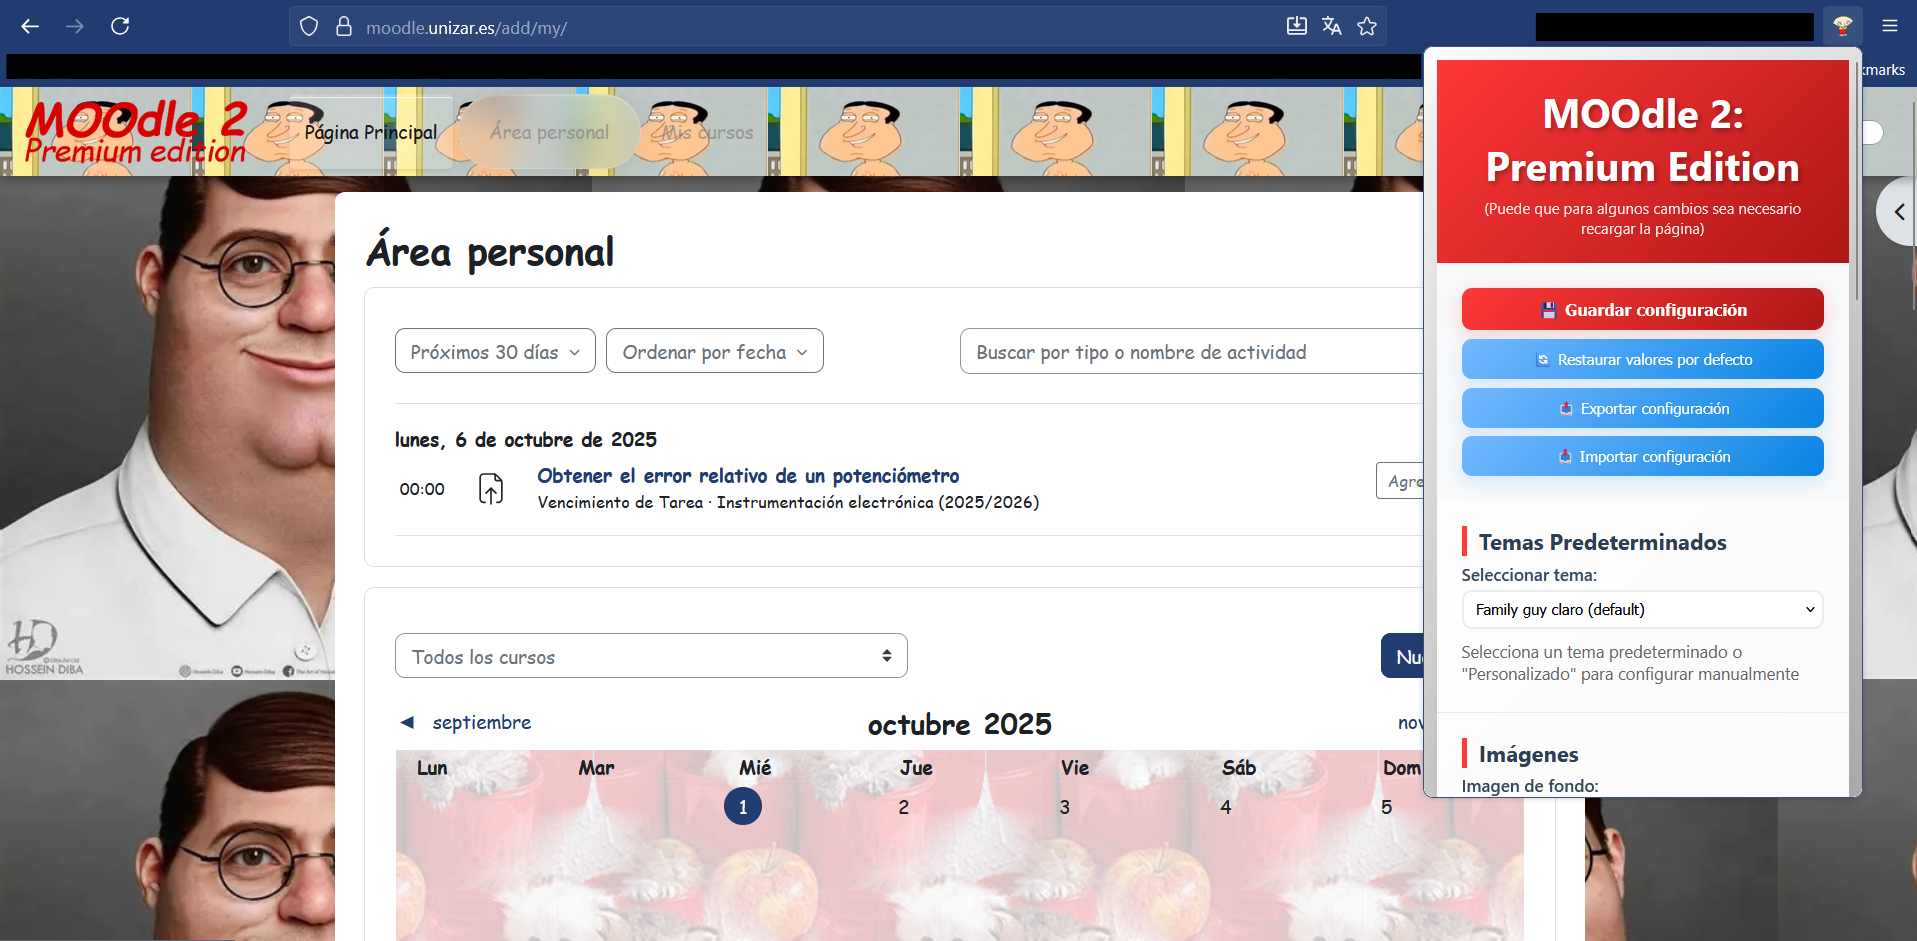 moodle.unizar.es/add/my/
kmarks
MOOdle 2
Premium edition
Página Principal
Área personal
Mis cursos
MOOdle 2:
Premium Edition
(Puede que para algunos cambios sea necesario
recargar la página)
Guardar configuración
Restaurar valores por defecto
Exportar configuración
Importar configuración
Temas Predeterminados
Seleccionar tema:
Family guy claro (default)
Selecciona un tema predeterminado o
"Personalizado" para configurar manualmente
Imágenes
Imagen de fondo:
Área personal
Próximos 30 días
Ordenar por fecha
Buscar por tipo o nombre de actividad
lunes, 6 de octubre de 2025
00:00
Obtener el error relativo de un potenciómetro
Vencimiento de Tarea · Instrumentación electrónica (2025/2026)
Agre
Todos los cursos
Nu
septiembre
octubre 2025
nov
Lun Mar Mié Jue Vie Sáb Dom
1 2 3 4 5
HD
HOSSEIN DIBA